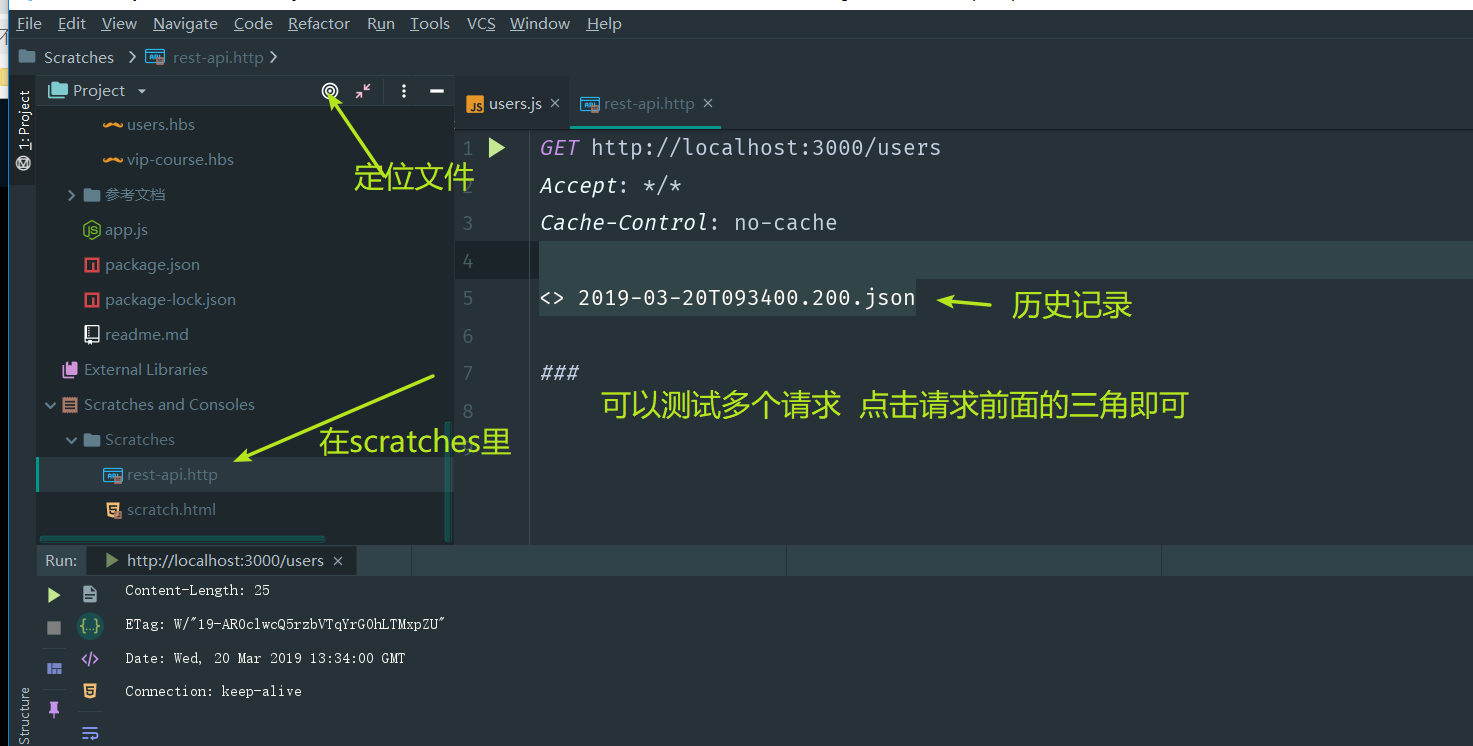 File Edit View Navigate Code Refactor Run Tools VCS Window Help
Scratches rest-api.http
1: Project
Project
users.js
rest-api.http
users.hbs
vip-course.hbs
定位文件
参考文档
app.js
package.json
package-lock.json
readme.md
External Libraries
Scratches and Consoles
Scratches
在scratches里
rest-api.http
scratch.html
1 GET http://localhost:3000/users
2 Accept: */*
3 Cache-Control: no-cache
4
5 <> 2019-03-20T093400.200.json
历史记录
6
7 ###
可以测试多个请求 点击请求前面的三角即可
8
Run: http://localhost:3000/users
Content-Length: 25
ETag: W/"19-AR0clwcQ5rzbVTqYrG0hLTMxpZU"
Date: Wed, 20 Mar 2019 13:34:00 GMT
Connection: keep-alive
Structure